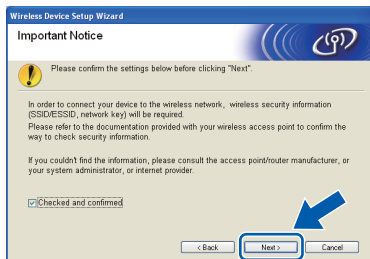 Wireless Device Setup Wizard
Important Notice
Please confirm the settings below before clicking "Next".
In order to connect your device to the wireless network, wireless security information
(SSID/ESSID, network key) will be required.
Please refer to the documentation provided with your wireless access point to confirm the
way to check security information.
If you couldn't find the information, please consult the access point/router manufacturer, or
your system administrator, or internet provider.
Checked and confirmed
< Back Next > Cancel